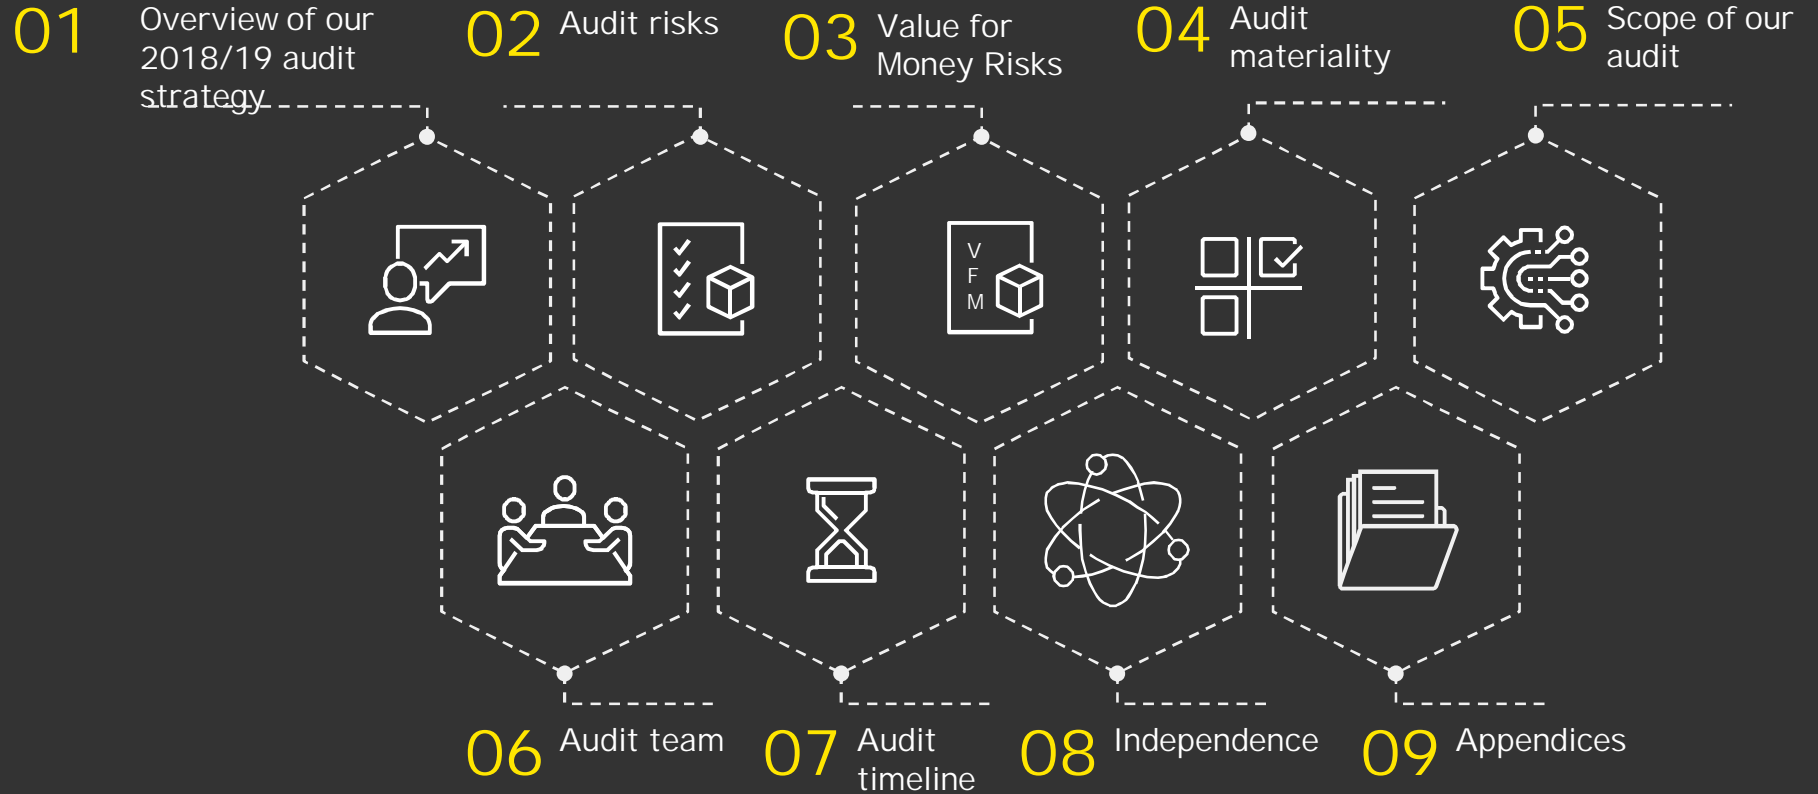 01
Overview of our
2018/19 audit
strategy
02
Audit risks
03
Value for
Money Risks
04
Audit
materiality
05
Scope of our
audit
V
F
M
06
Audit team
07
Audit
timeline
08
Independence
09
Appendices